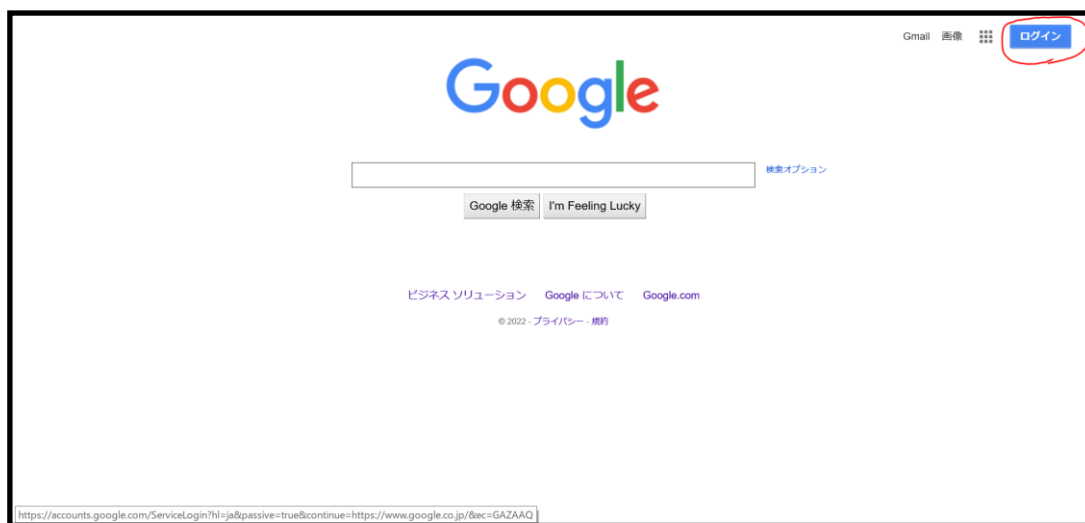 Gmail 画像 ログイン
Google
検索オプション
Google 検索 I'm Feeling Lucky
ビジネス ソリューション Google について Google.com
© 2022 - プライバシー - 規約
https://accounts.google.com/ServiceLogin?hl=ja&passive=true&continue=https://www.google.co.jp/&ec=GAZAAQ